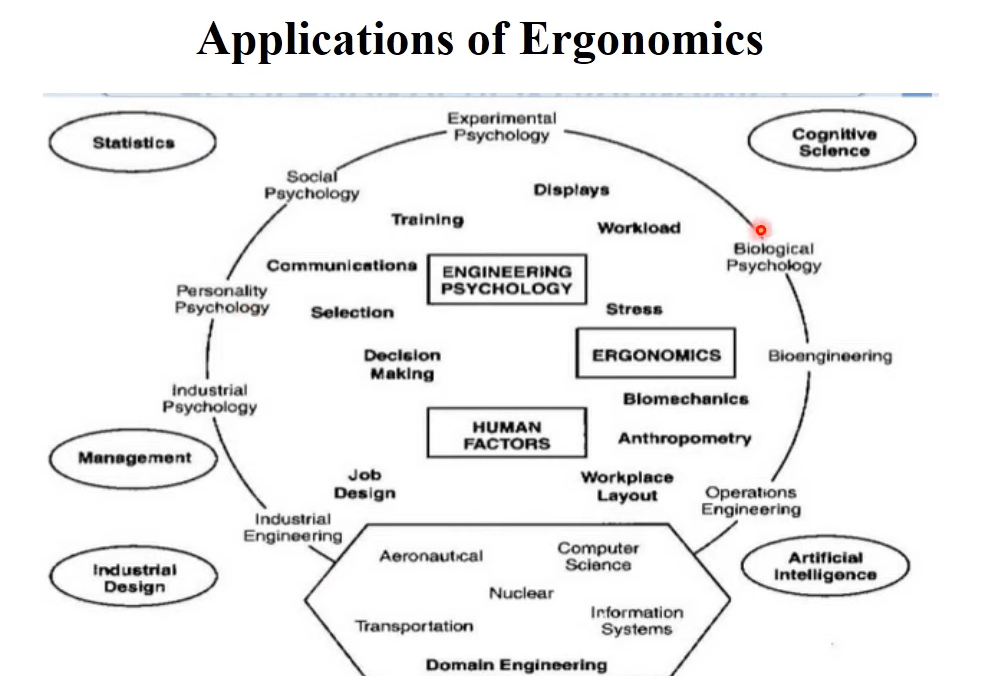 Applications of Ergonomics
Experimental
Psychology
Statistics
Cognitive
Science
Social
Psychology
Displays
Training
Workload
Biological
Psychology
Communications
ENGINEERING
PSYCHOLOGY
Personality
Psychology
Selection
Stress
Decision
Making
ERGONOMICS
Bioengineering
Industrial
Psychology
Biomechanics
HUMAN
FACTORS
Anthropometry
Management
Job
Design
Workplace
Layout
Operations
Engineering
Industrial
Engineering
Aeronautical
Computer
Science
Artificial
Intelligence
Industrial
Design
Nuclear
Transportation
Information
Systems
Domain Engineering